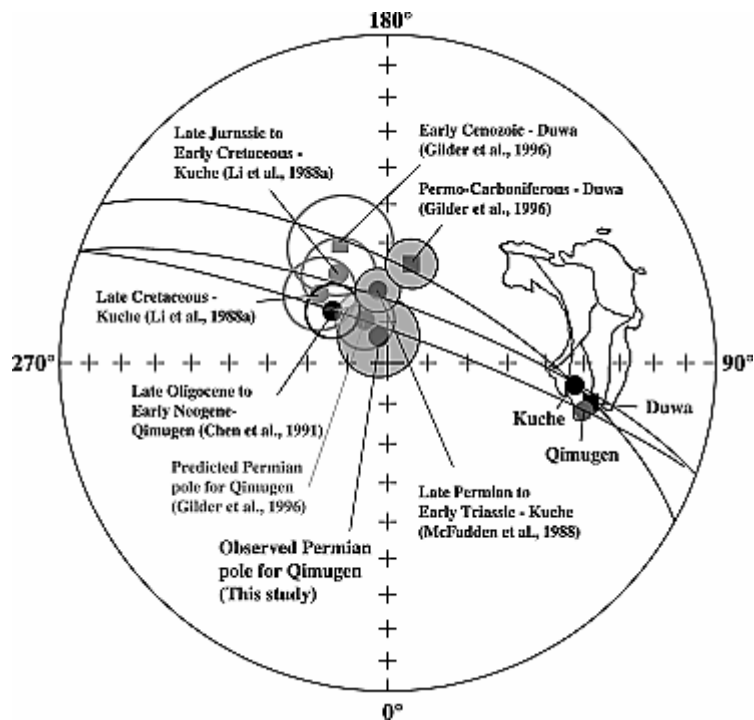 180°
Late Jurassic to
Early Cretaceous -
Kuche (Li et al., 1988a)
Early Cenozoic - Duwa
(Gilder et al., 1996)
Permo-Carboniferous - Duwa
(Gilder et al., 1996)
Late Cretaceous -
Kuche (Li et al., 1988a)
270°
90°
Kuche
Duwa
Qimugen
Late Oligocene to
Early Neogene-
Qimugen (Chen et al., 1991)
Predicted Permian
pole for Qimugen
(Gilder et al., 1996)
Late Permian to
Early Triassic - Kuche
(McFudden et al., 1988)
Observed Permian
pole for Qimugen
(This study)
0°